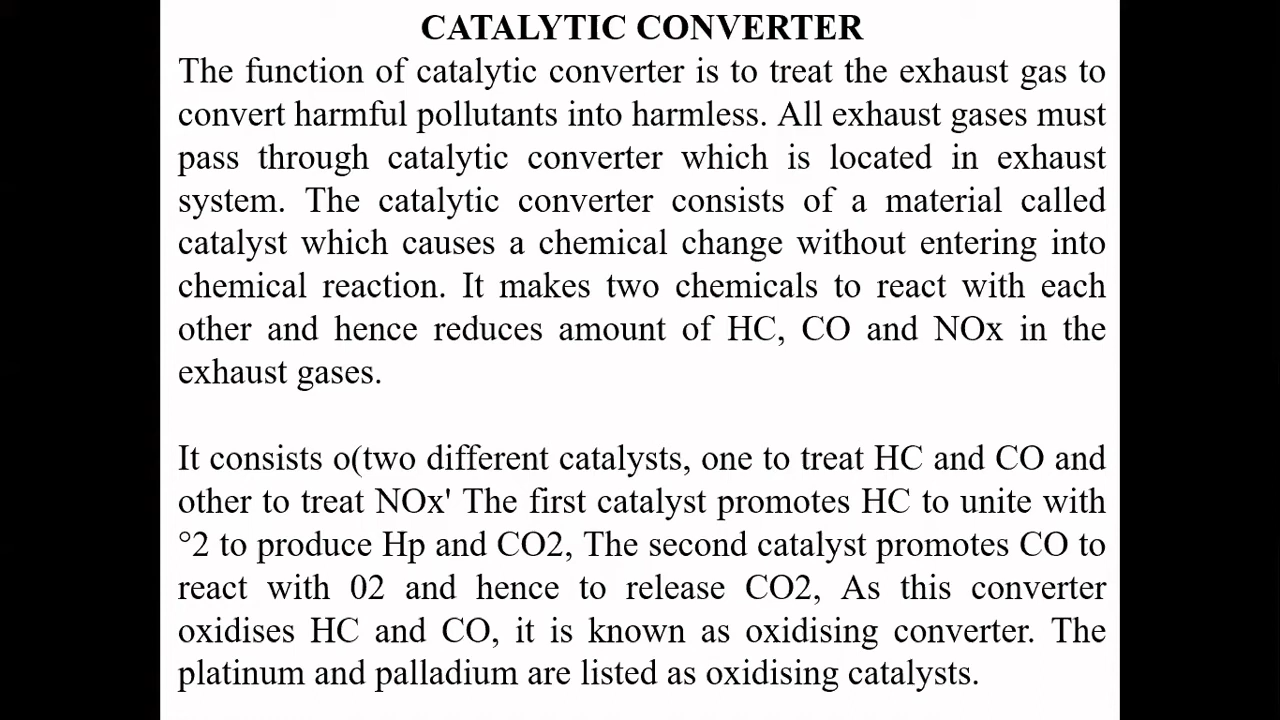 CATALYTIC CONVERTER
The function of catalytic converter is to treat the exhaust gas to
convert harmful pollutants into harmless. All exhaust gases must
pass through catalytic converter which is located in exhaust
system. The catalytic converter consists of a material called
catalyst which causes a chemical change without entering into
chemical reaction. It makes two chemicals to react with each
other and hence reduces amount of HC, CO and NOx in the
exhaust gases.
It consists o(two different catalysts, one to treat HC and CO and
other to treat NOx' The first catalyst promotes HC to unite with
°2 to produce Hp and CO2, The second catalyst promotes CO to
react with 02 and hence to release CO2, As this converter
oxidises HC and CO, it is known as oxidising converter. The
platinum and palladium are listed as oxidising catalysts.